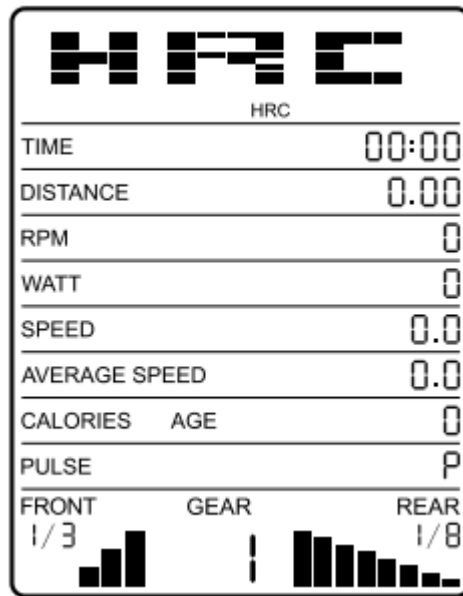 HRC
HRC
TIME 00:00
DISTANCE 0.00
RPM 0
WATT 0
SPEED 0.0
AVERAGE SPEED 0.0
CALORIES AGE 0
PULSE P
FRONT GEAR REAR
1/3 1 1/8